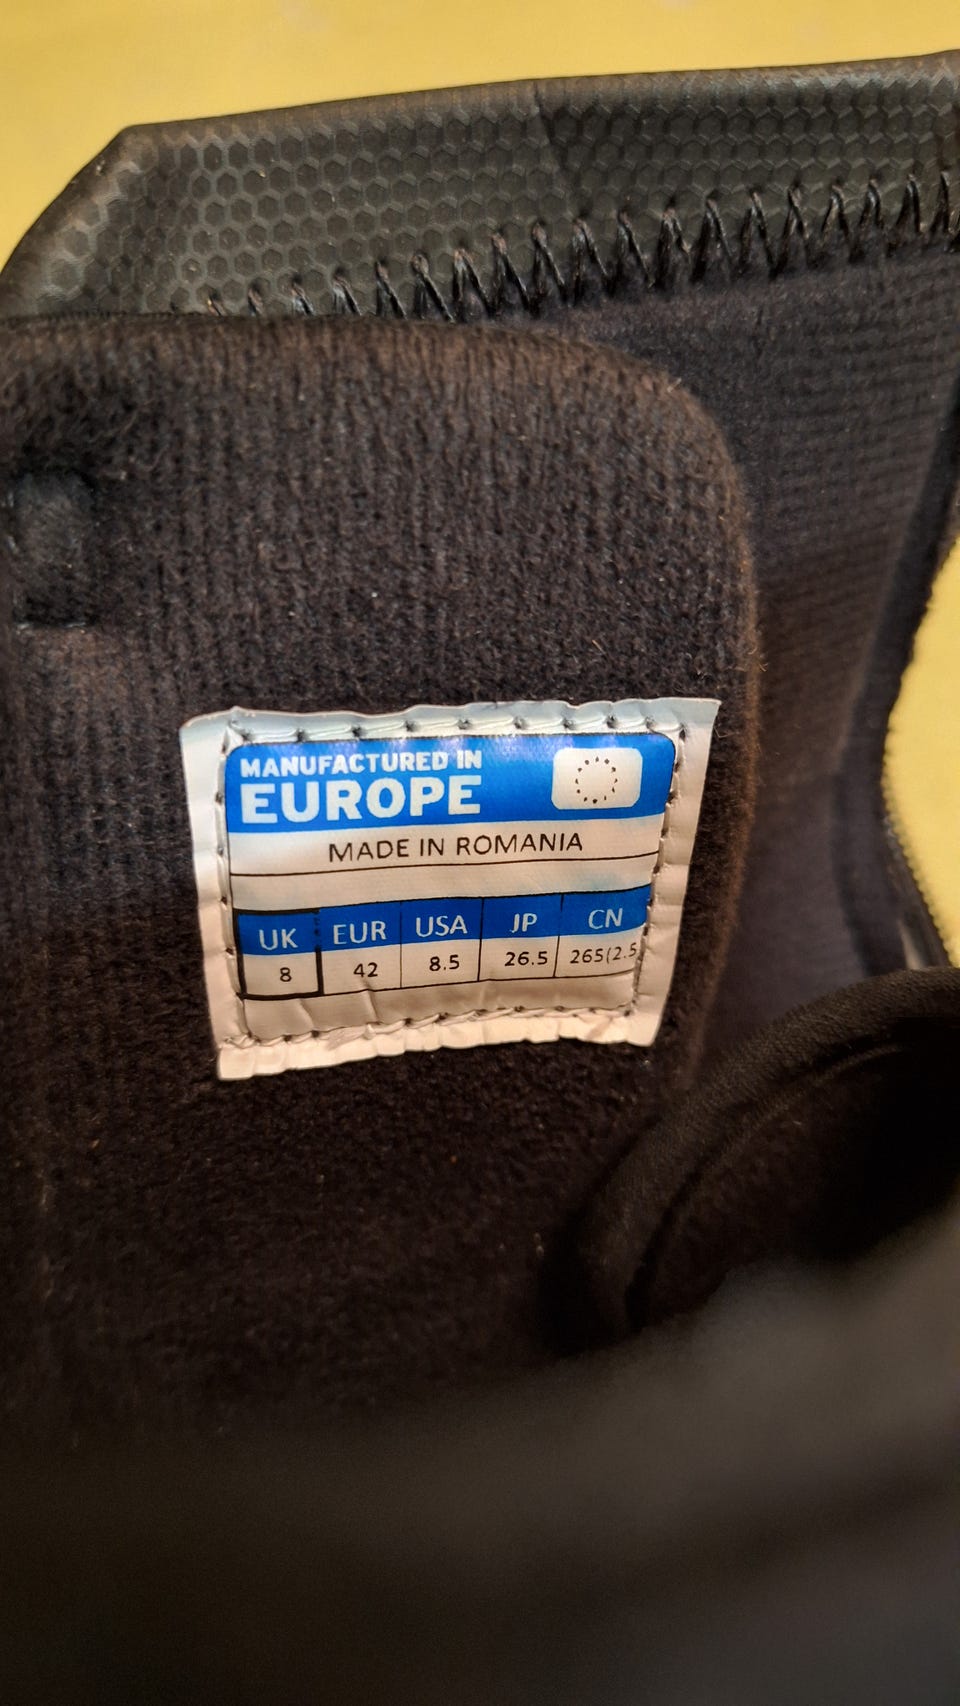 MANUFACTURED IN
EUROPE
MADE IN ROMANIA
UK EUR USA JP CN
8 42 8.5 26.5 265(2.5